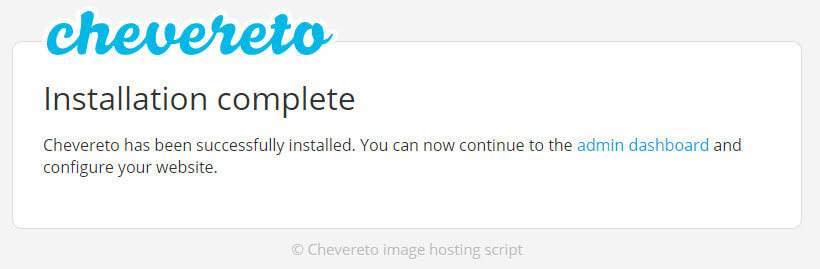 chevereto
Installation complete
Chevereto has been successfully installed. You can now continue to the admin dashboard and
configure your website.
© Chevereto image hosting script